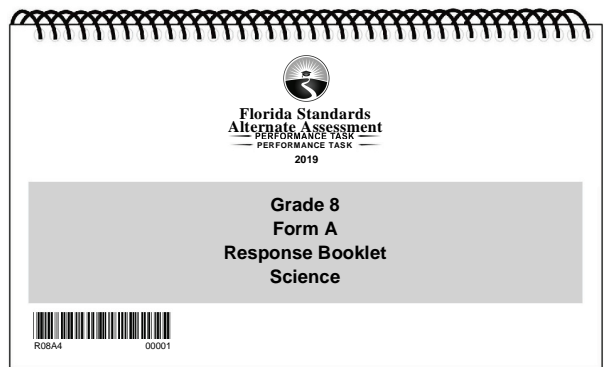 Florida Standards
Alternate Assessment
PERFORMANCE TASK
PERFORMANCE TASK
2019
Grade 8
Form A
Response Booklet
Science
R08A4 00001